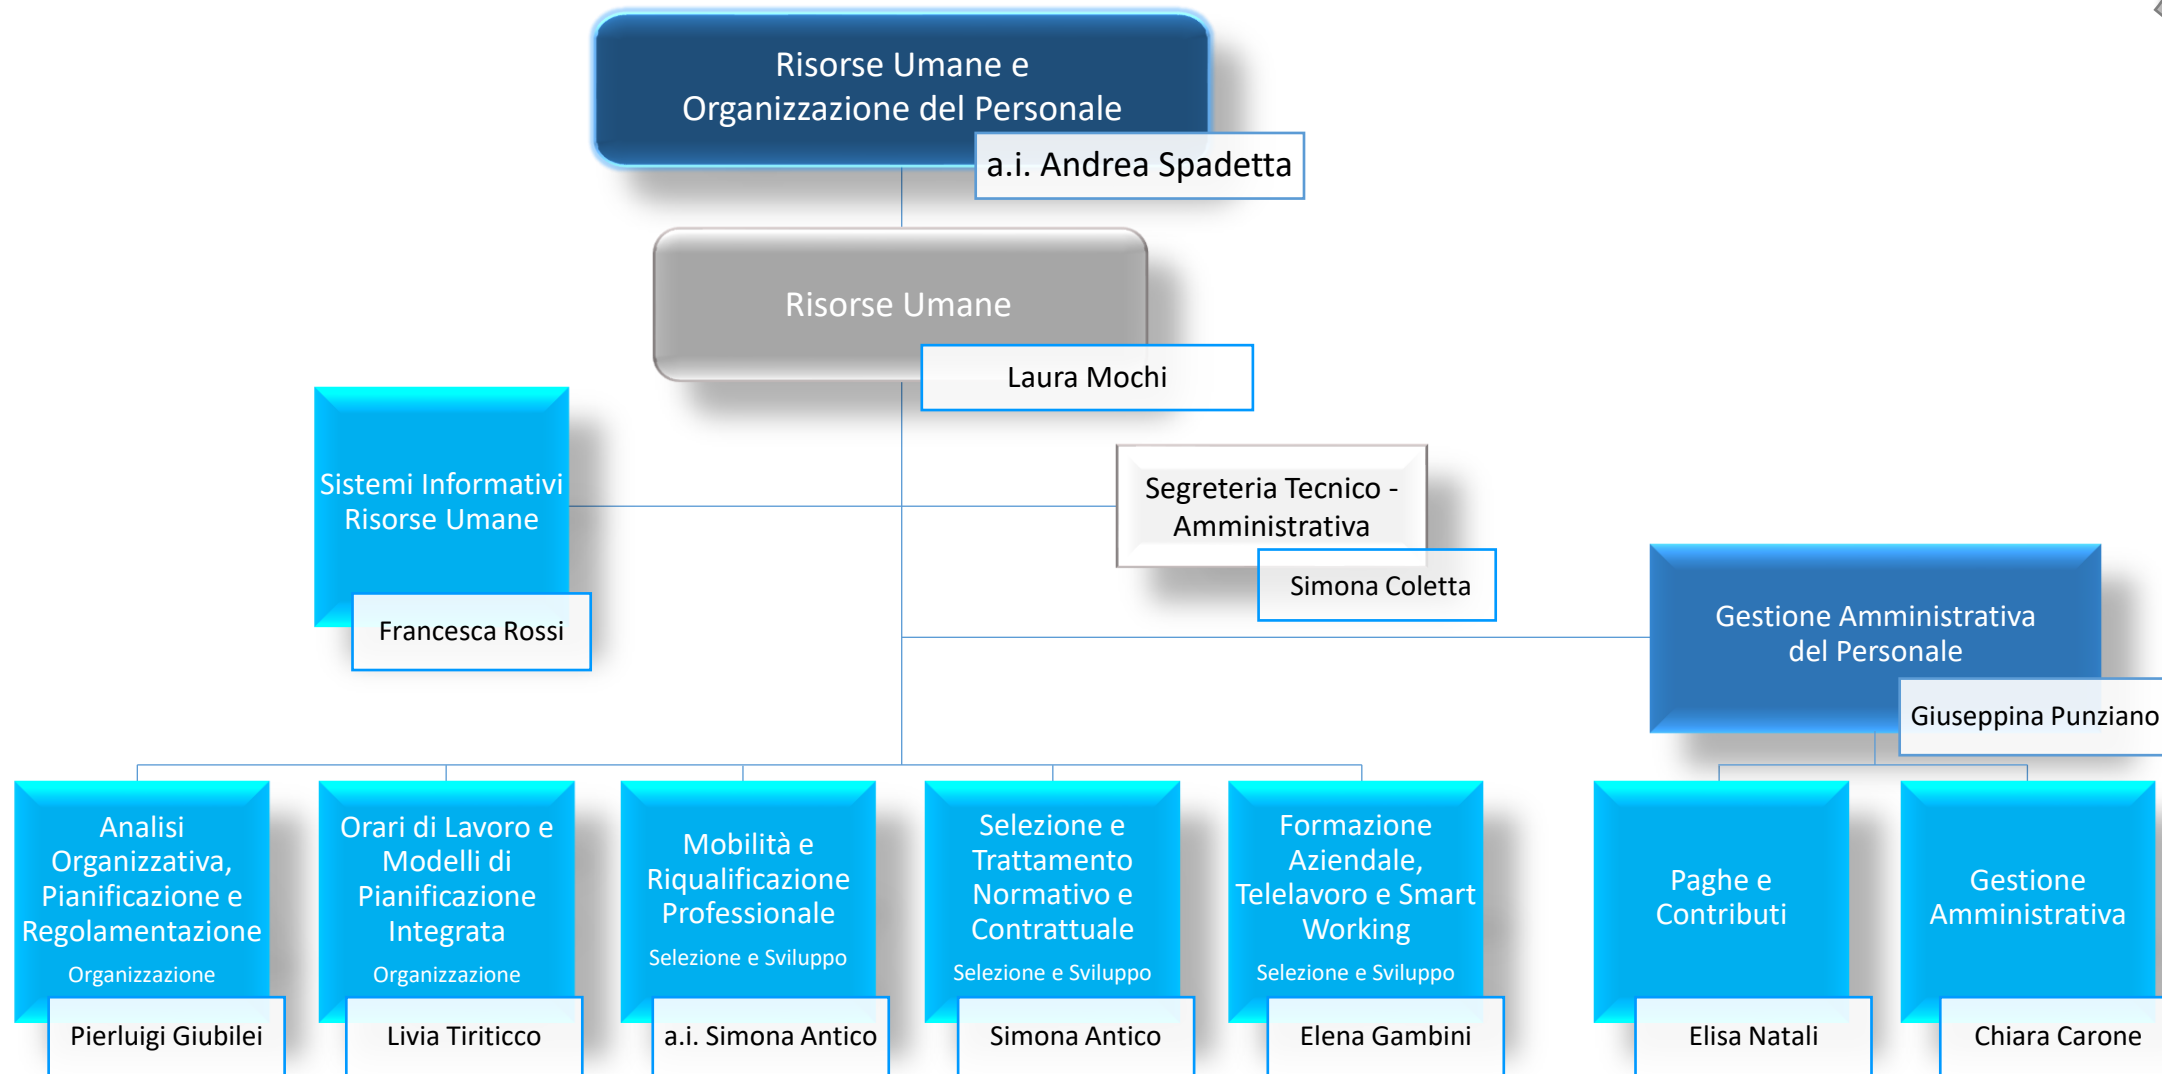 Risorse Umane e
Organizzazione del Personale
a.i. Andrea Spadetta
Risorse Umane
Laura Mochi
Sistemi Informativi
Risorse Umane
Francesca Rossi
Segreteria Tecnico -
Amministrativa
Simona Coletta
Gestione Amministrativa
del Personale
Giuseppina Punziano
Analisi
Organizzativa,
Pianificazione e
Regolamentazione
Organizzazione
Pierluigi Giubilei
Orari di Lavoro e
Modelli di
Pianificazione
Integrata
Organizzazione
Livia Tiriticco
Mobilità e
Riqualificazione
Professionale
Selezione e Sviluppo
a.i. Simona Antico
Selezione e
Trattamento
Normativo e
Contrattuale
Selezione e Sviluppo
Simona Antico
Formazione
Aziendale,
Telelavoro e Smart
Working
Selezione e Sviluppo
Elena Gambini
Paghe e
Contributi
Elisa Natali
Gestione
Amministrativa
Chiara Carone